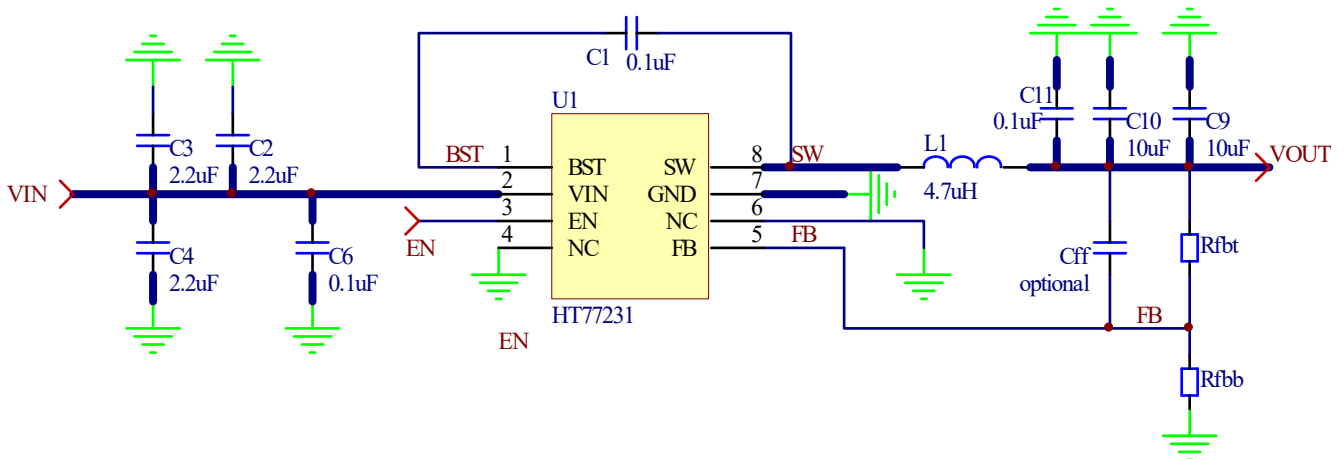 C1
0.1uF
U1
C3
2.2uF
C2
2.2uF
VIN
C4
2.2uF
C6
0.1uF
EN
BST
1
2
3
4
BST
VIN
EN
NC
SW
GND
NC
FB
8
7
6
5
SW
FB
HT77231
EN
L1
4.7uH
C11
0.1uF
C10
10uF
C9
10uF
VOUT
Cff
optional
Rfbt
FB
Rfbb